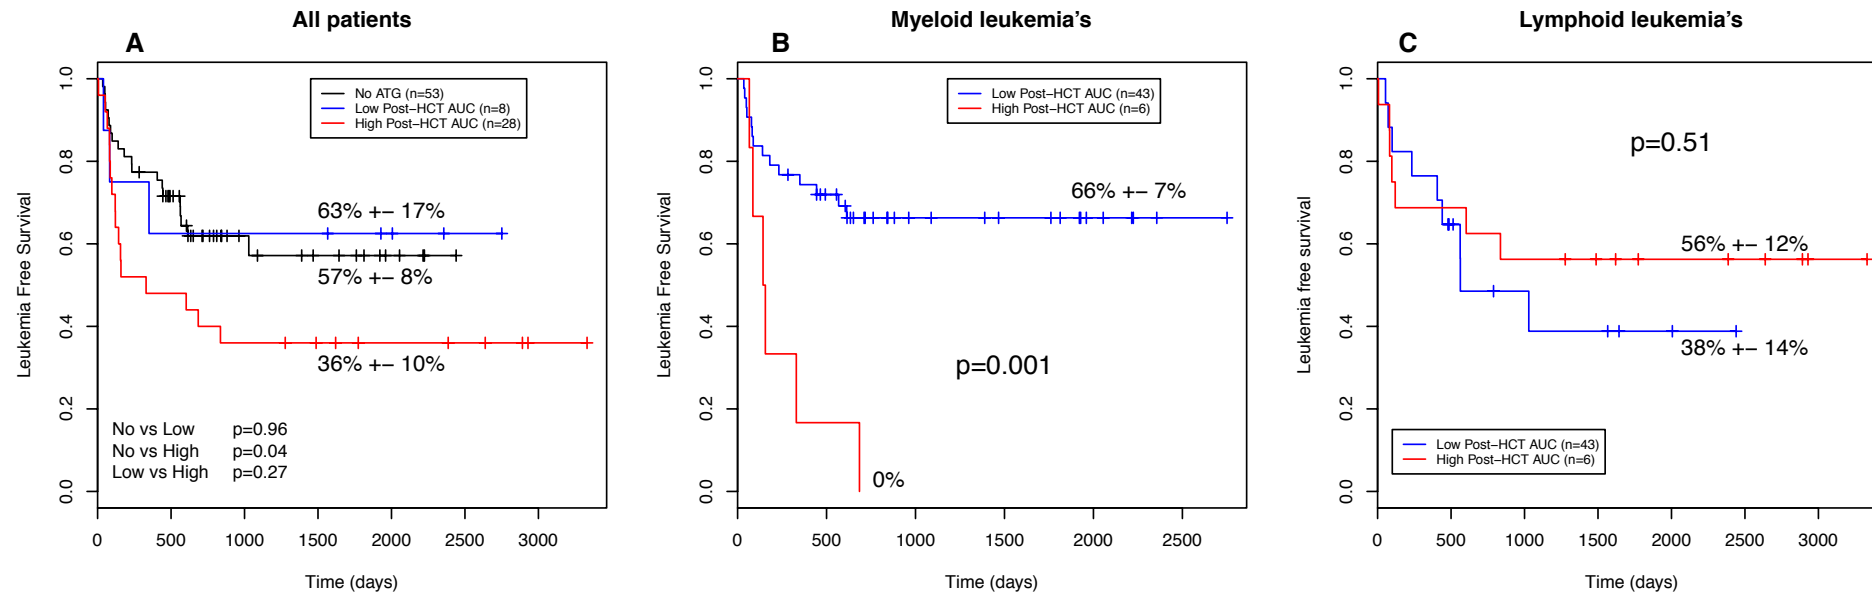 All patients
A
1.0
0.8
0.6
0.4
0.2
0.0
Leukemia Free Survival
No ATG (n=53)
Low Post−HCT AUC (n=8)
High Post−HCT AUC (n=28)
63% +− 17%
57% +− 8%
36% +− 10%
No vs Low p=0.96
No vs High p=0.04
Low vs High p=0.27
0 500 1000 1500 2000 2500 3000
Time (days)
Myeloid leukemia's
B
1.0
0.8
0.6
0.4
0.2
0.0
Leukemia Free Survival
Low Post−HCT AUC (n=43)
High Post−HCT AUC (n=6)
66% +− 7%
p=0.001
0%
0 500 1000 1500 2000 2500
Time (days)
Lymphoid leukemia's
C
1.0
0.8
0.6
0.4
0.2
0.0
Leukemia free survival
p=0.51
56% +− 12%
38% +− 14%
Low Post−HCT AUC (n=43)
High Post−HCT AUC (n=6)
0 500 1000 1500 2000 2500 3000
Time (days)